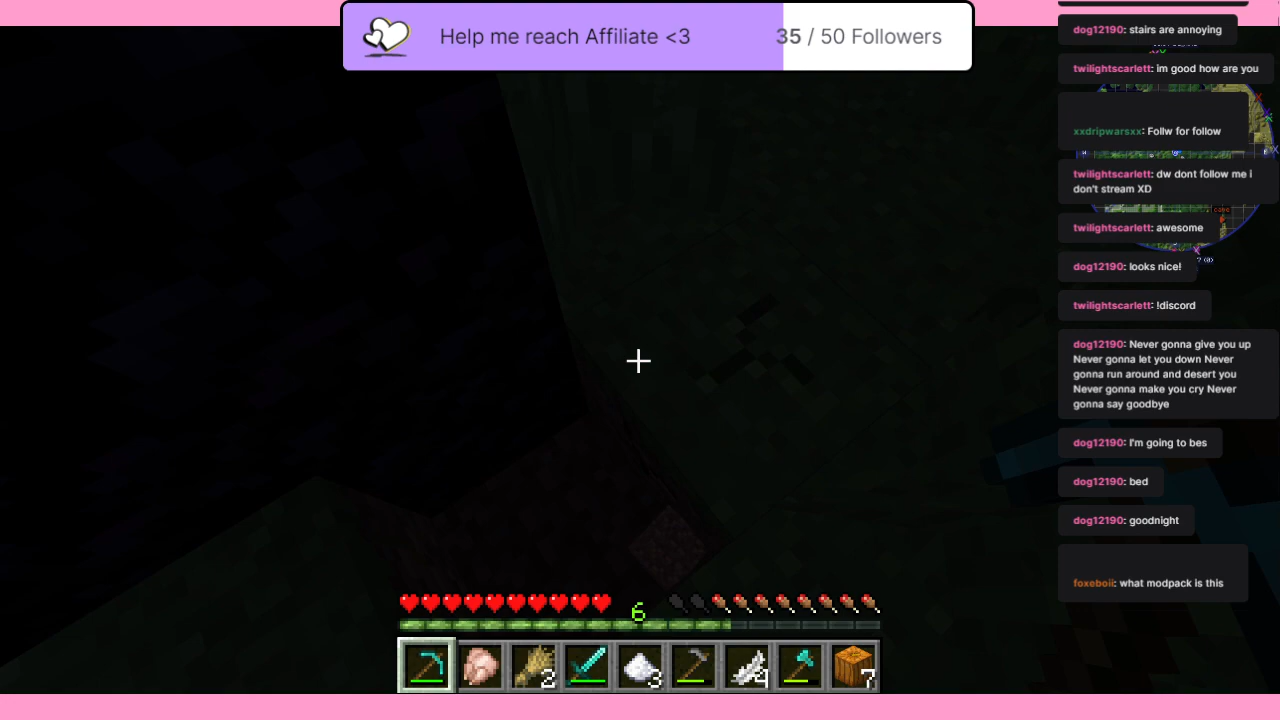 Help me reach Affiliate <3
35 / 50 Followers
dog12190: stairs are annoying
twilightscarlett: im good how are you
xxdripwarsxx: Follw for follow
twilightscarlett: dw dont follow me i
don't stream XD
twilightscarlett: awesome
dog12190: looks nice!
twilightscarlett: !discord
dog12190: Never gonna give you up
Never gonna let you down Never
gonna run around and desert you
Never gonna make you cry Never
gonna say goodbye
dog12190: I'm going to bes
dog12190: bed
dog12190: goodnight
foxeboii: what modpack is this
6
2
3
4
7